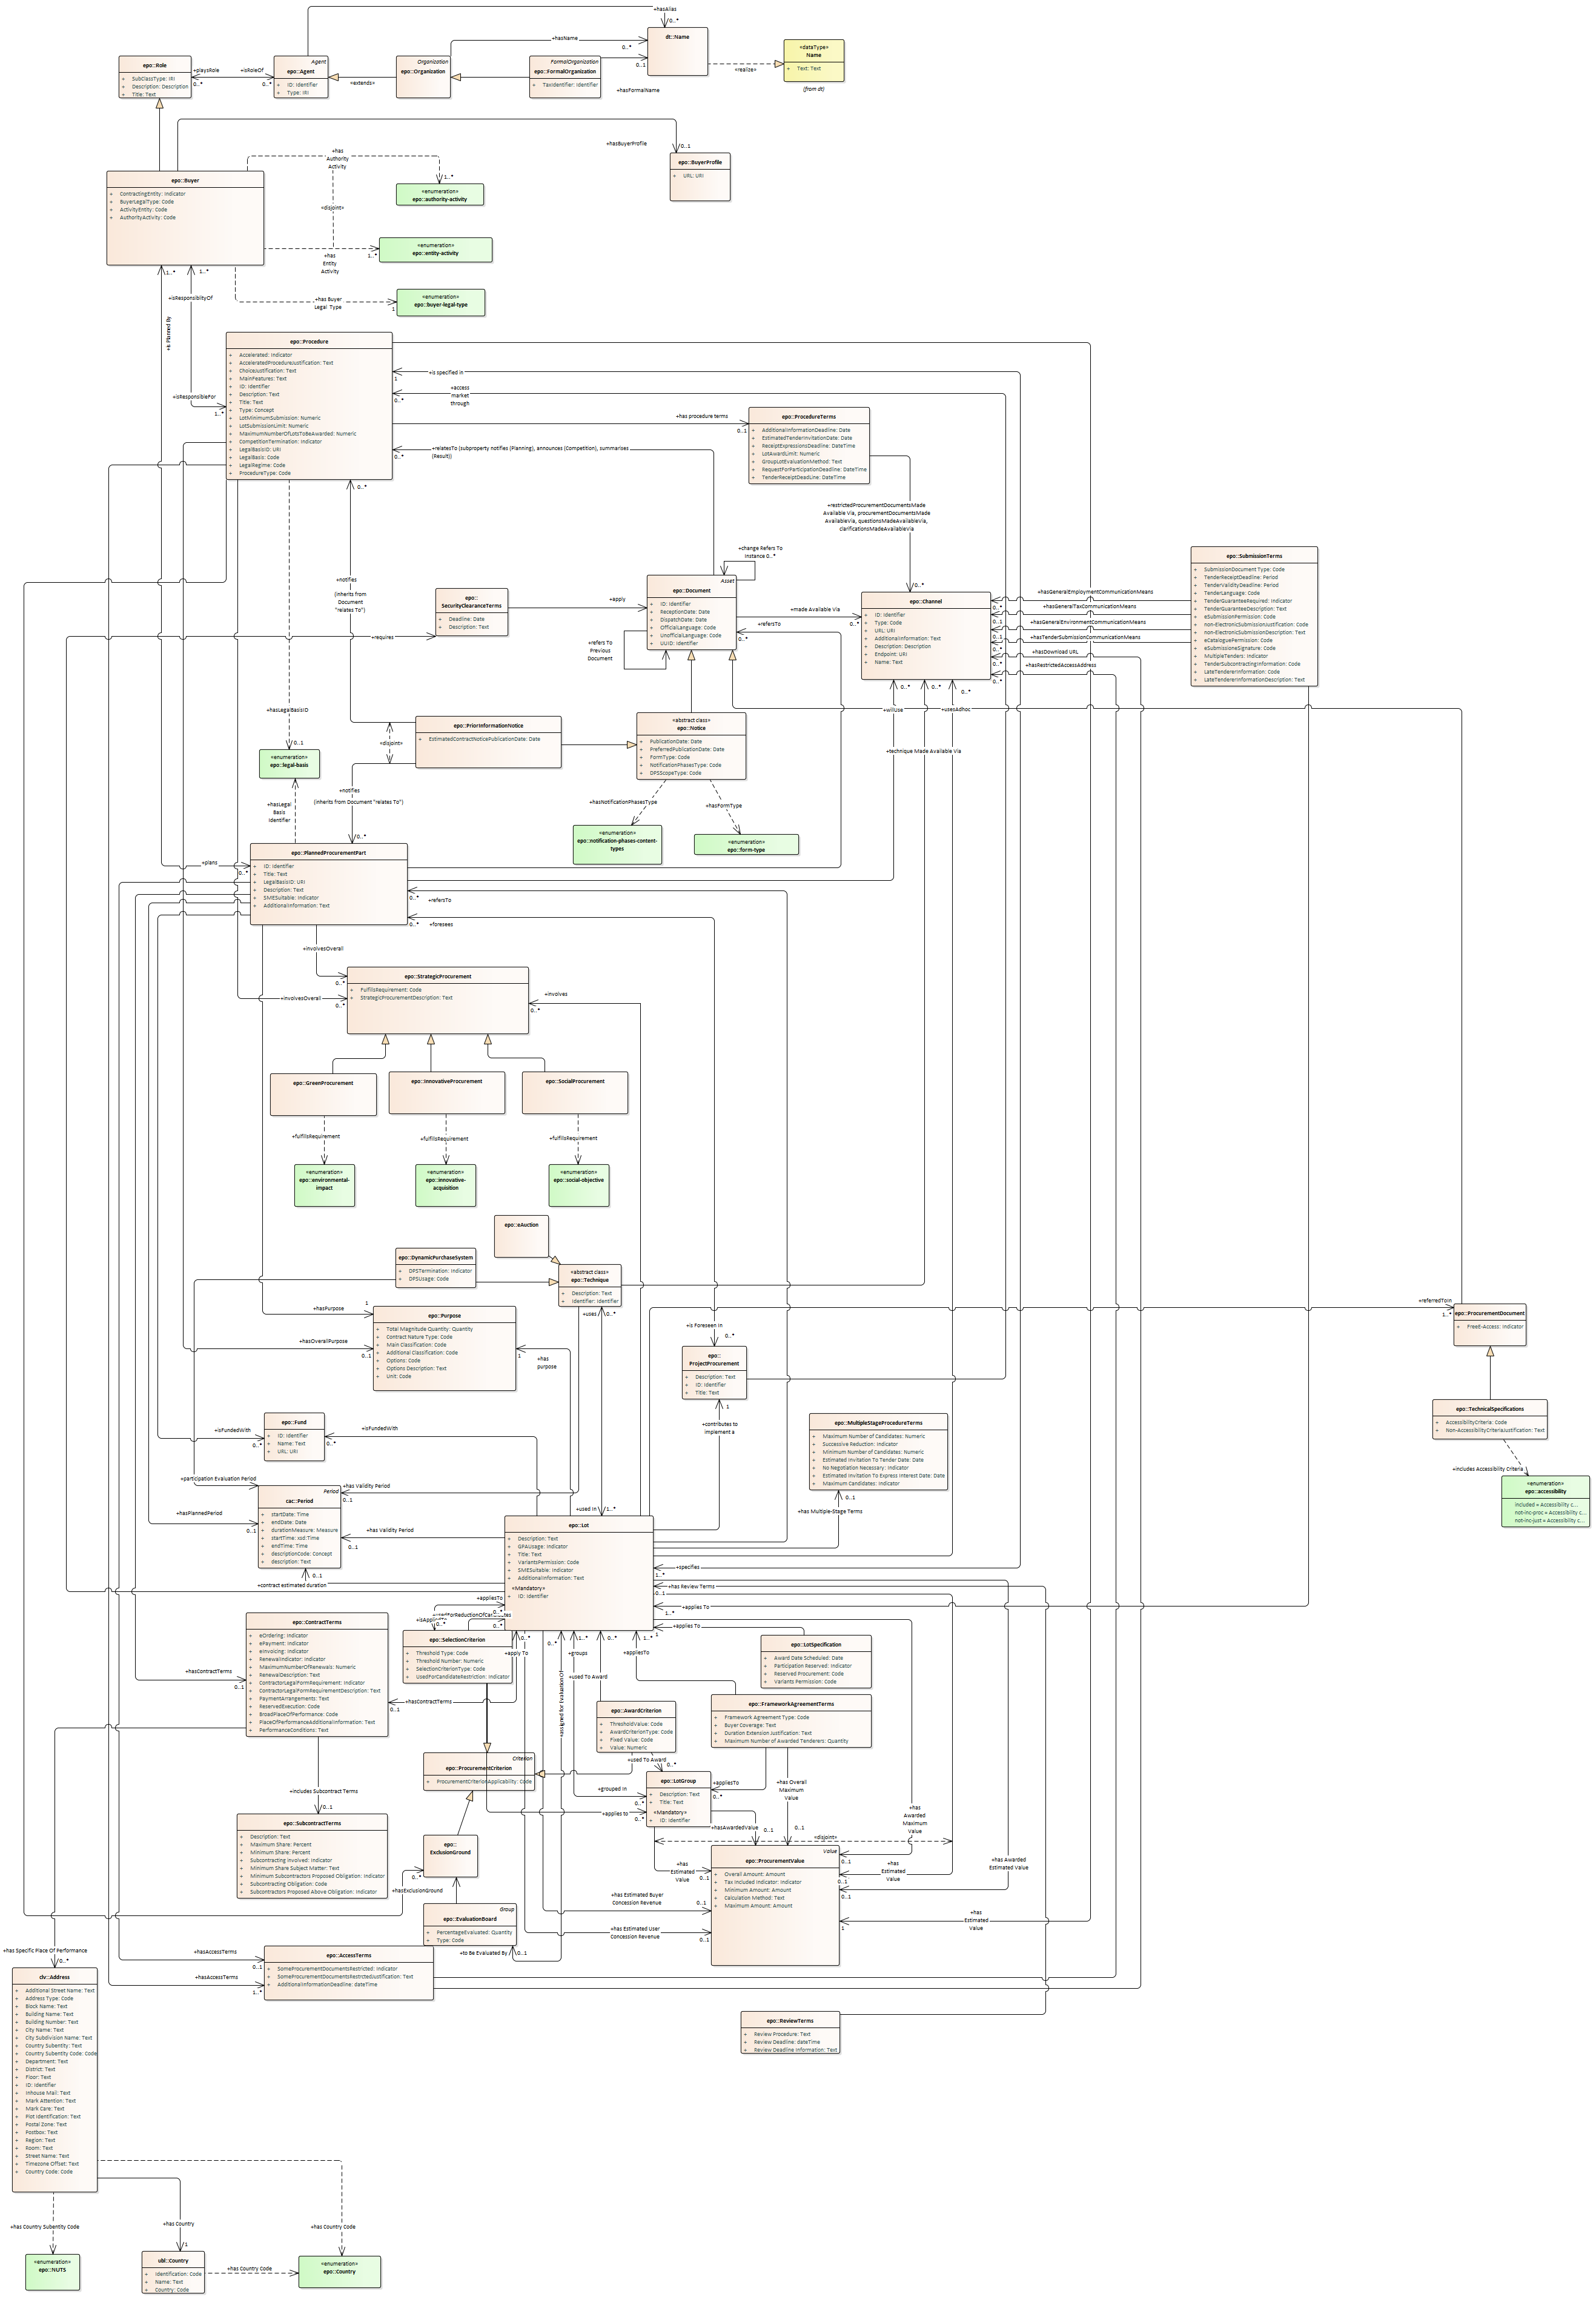 +hasAlias
0..*
dt::Name
+hasName
0..*
0..1
+hasFormalName
«realize»
«dataType»
Name
+ Text: Text
(from dt)
epo::Role
+ SubClassType: IRI
+ Description: Description
+ Title: Text
+playsRole
0..*
+isRoleOf
0..*
Agent
epo::Agent
+ ID: Identifier
+ Type: IRI
«extends»
Organization
epo::Organization
FormalOrganization
epo::FormalOrganization
+ TaxIdentifier: Identifier
+hasBuyerProfile
0..1
epo::BuyerProfile
+ URL: URI
epo::Buyer
+ ContractingEntity: Indicator
+ BuyerLegalType: Code
+ ActivityEntity: Code
+ AuthorityActivity: Code
+has
Authority
Activity
1..*
«enumeration»
epo::authority-activity
«disjoint»
«enumeration»
epo::entity-activity
+has
Entity
Activity
1..*
«enumeration»
epo::buyer-legal-type
+has Buyer
Legal Type
1
1..*
1..*
+isResponsiblityOf
+is Planned By
+isResponsibleFor
1..*
epo::Procedure
+ Accelerated: Indicator
+ AcceleratedProcedureJustification: Text
+ ChoiceJustification: Text
+ MainFeatures: Text
+ ID: Identifier
+ Description: Text
+ Title: Text
+ Type: Concept
+ LotMinimumSubmission: Numeric
+ LotSubmissionLimit: Numeric
+ MaximumNumberOfLotsToBeAwarded: Numeric
+ CompetitionTermination: Indicator
+ LegalBasisID: URI
+ LegalBasis: Code
+ LegalRegime: Code
+ ProcedureType: Code
+is specified in
1
+access
market
through
0..*
+has procedure terms
0..1
+relatesTo (subproperty notifies (Planning), announces (Competition), summarises
(Result))
0..*
epo::ProcedureTerms
+ AdditionalInformationDeadline: Date
+ EstimatedTenderInvitationDate: Date
+ ReceiptExpressionsDeadline: DateTime
+ LotAwardLimit: Numeric
+ GroupLotEvaluationMethod: Text
+ RequestForParticipationDeadline: DateTime
+ TenderReceiptDeadLine: DateTime
+restrictedProcurementDocumentsMade
Available Via, procurementDocumentsMade
AvailableVia, questionsMadeAvailableVia,
clarificationsMadeAvailableVia
0..*
0..*
+notifies
(inherits from
Document
"relates To")
+change Refers To
Instance 0..*
Asset
epo::Document
+ ID: Identifier
+ ReceptionDate: Date
+ DispatchDate: Date
+ OfficialLanguage: Code
+ UnofficialLanguage: Code
+ UUID: Identifier
+refers To
Previous
Document
+made Available Via
0..*
+refersTo
0..*
epo::
SecurityClearanceTerms
+ Deadline: Date
+ Description: Text
+apply
+requires
epo::Channel
+ ID: Identifier
+ Type: Code
+ URL: URI
+ AdditionalInformation: Text
+ Description: Description
+ Endpoint: URI
+ Name: Text
+hasGeneralEmploymentCommunicationMeans
0..*
+hasGeneralTaxCommunicationMeans
0..1
+hasGeneralEnvironmentCommunicationMeans
0..1
+hasTenderSubmissionCommunicationMeans
0..*
+hasDownload URL
0..*
+hasRestrictedAccessAddress
0..*
epo::SubmissionTerms
+ SubmissionDocument Type: Code
+ TenderReceiptDeadline: Period
+ TenderValidityDeadline: Period
+ TenderLanguage: Code
+ TenderGuaranteeRequired: Indicator
+ TenderGuaranteeDescription: Text
+ eSubmissionPermission: Code
+ non-ElectronicSubmissionJustification: Code
+ non-ElectronicSubmissionDescription: Text
+ eCataloguePermission: Code
+ eSubmissioneSignature: Code
+ MultipleTenders: Indicator
+ TenderSubcontractingInformation: Code
+ LateTendererInformation: Code
+ LateTendererInformationDescription: Text
0..*
0..*
0..*
+willUse
+usesAdhoc
+technique Made Available Via
+hasLegalBasisID
0..1
«enumeration»
epo::legal-basis
+hasLegal
Basis
Identifier
epo::PriorInformationNotice
+ EstimatedContractNoticePublicationDate: Date
«disjoint»
+notifies
(inherits from Document "relates To")
0..*
«abstract class»
epo::Notice
+ PublicationDate: Date
+ PreferredPublicationDate: Date
+ FormType: Code
+ NotificationPhasesType: Code
+ DPSScopeType: Code
+hasNotificationPhasesType
+hasFormType
«enumeration»
epo::notification-phases-content-
types
«enumeration»
epo::form-type
+plans
0..*
epo::PlannedProcurementPart
+ ID: Identifier
+ Title: Text
+ LegalBasisID: URI
+ Description: Text
+ SMESuitable: Indicator
+ AdditionalInformation: Text
0..*
+refersTo
0..*
+foresees
+involvesOverall
0..*
+involvesOverall
0..*
epo::StrategicProcurement
+ FulfillsRequirement: Code
+ StrategicProcurementDescription: Text
+involves
0..*
epo::GreenProcurement
epo::InnovativeProcurement
epo::SocialProcurement
+fulfillsRequirement
+fulfillsRequirement
+fulfillsRequirement
«enumeration»
epo::environmental-
impact
«enumeration»
epo::innovative-
acquisition
«enumeration»
epo::social-objective
epo::eAuction
epo::DynamicPurchaseSystem
+ DPSTermination: Indicator
+ DPSUsage: Code
«abstract class»
epo::Technique
+ Description: Text
+ Identifier: Identifier
+uses
0..*
+hasPurpose
1
+hasOverallPurpose
0..1
epo::Purpose
+ Total Magnitude Quantity: Quantity
+ Contract Nature Type: Code
+ Main Classification: Code
+ Additional Classification: Code
+ Options: Code
+ Options Description: Text
+ Unit: Code
1
+has
purpose
+is Foreseen In
0..*
epo::
ProjectProcurement
+ Description: Text
+ ID: Identifier
+ Title: Text
1
+contributes to
implement a
+referredToIn
1..*
epo::ProcurementDocument
+ FreeE-Access: Indicator
epo::TechnicalSpecifications
+ AccessibilityCriteria: Code
+ Non-AccessibilityCriteriaJustification: Text
+includes Accessibility Criteria
«enumeration»
epo::accessibility
included = Accessibility c...
not-inc-proc = Accessibility c...
not-inc-just = Accessibility c...
epo::Fund
+ ID: Identifier
+ Name: Text
+ URL: URI
+isFundedWith
0..*
+isFundedWith
0..*
epo::MultipleStageProcedureTerms
+ Maximum Number of Candidates: Numeric
+ Successive Reduction: Indicator
+ Minimum Number of Candidates: Numeric
+ Estimated Invitation To Tender Date: Date
+ No Negotiation Necessary: Indicator
+ Estimated Invitation To Express Interest Date: Date
+ Maximum Candidates: Indicator
0..1
+has Multiple-Stage Terms
+participation Evaluation Period
+hasPlannedPeriod
0..1
Period
cac::Period
+ startDate: Time
+ endDate: Date
+ durationMeasure: Measure
+ startTime: xsd:Time
+ endTime: Time
+ descriptionCode: Concept
+ description: Text
+has Validity Period
0..1
+has Validity Period
0..1
0..1
+contract estimated duration
+used In
1..*
epo::Lot
+ Description: Text
+ GPAUsage: Indicator
+ Title: Text
+ VariantsPermission: Code
+ SMESuitable: Indicator
+ AdditionalInformation: Text
«Mandatory»
+ ID: Identifier
+specifies
1..*
+has Review Terms
0..1
+applies To
1..*
+applies To
1
+appliesTo
0..*
0..*
0..*
epo::ContractTerms
+ eOrdering: Indicator
+ ePayment: Indicator
+ eInvoicing: Indicator
+ RenewalIndicator: Indicator
+ MaximumNumberOfRenewals: Numeric
+ RenewalDescription: Text
+ ContractorLegalFormRequirement: Indicator
+ ContractorLegalFormRequirementDescription: Text
+ PaymentArrangements: Text
+ ReservedExecution: Code
+ BroadPlaceOfPerformance: Code
+ PlaceOfPerformanceAdditionalInformation: Text
+ PerformanceConditions: Text
+hasContractTerms
0..1
+hasContractTerms
0..1
epo::SelectionCriterion
+ Threshold Type: Code
+ Threshold Number: Numeric
+ SelectionCriterionType: Code
+ UsedForCandidateRestriction: Indicator
0..*
+apply To
0..*
1..*
+groups
0..*
1..*
+appliesTo
+used To Award
+assigned for Evaluation Of
epo::LotSpecification
+ Award Date Scheduled: Date
+ Participation Reserved: Indicator
+ Reserved Procurement: Code
+ Variants Permission: Code
epo::AwardCriterion
+ ThresholdValue: Code
+ AwardCriterionType: Code
+ Fixed Value: Code
+ Value: Numeric
epo::FrameworkAgreementTerms
+ Framework Agreement Type: Code
+ Buyer Coverage: Text
+ Duration Extension Justification: Text
+ Maximum Number of Awarded Tenderers: Quantity
Criterion
epo::ProcurementCriterion
+ ProcurementCriterionApplicability: Code
+used To Award
0..*
epo::LotGroup
+ Description: Text
+ Title: Text
«Mandatory»
+ ID: Identifier
+appliesTo
0..*
+grouped In
0..*
+applies to
0..*
+has Overall
Maximum
Value
0..1
+hasAwardedValue
0..1
+has
Awarded
Maximum
Value
0..1
«disjoint»
+includes Subcontract Terms
0..1
epo::SubcontractTerms
+ Description: Text
+ Maximum Share: Percent
+ Minimum Share: Percent
+ Subcontracting Involved: Indicator
+ Minimum Share Subject Matter: Text
+ Minimum Subcontractors Proposed Obligation: Indicator
+ Subcontracting Obligation: Code
+ Subcontractors Proposed Above Obligation: Indicator
epo::
ExclusionGround
0..*
+hasExclusionGround
Group
epo::EvaluationBoard
+ PercentageEvaluated: Quantity
+ Type: Code
+to be Evaluated By
0..1
Value
epo::ProcurementValue
+ Overall Amount: Amount
+ Tax Included Indicator: Indicator
+ Minimum Amount: Amount
+ Calculation Method: Text
+ Maximum Amount: Amount
+has
Estimated
Value
0..1
+has Estimated Buyer
Concession Revenue
0..1
+has Estimated User
Concession Revenue
0..1
+has
Estimated
Value
0..1
+has Awarded
Estimated Value
0..1
+has
Estimated
Value
1
+has Specific Place Of Performance
0..*
+hasAccessTerms
0..1
+hasAccessTerms
1..*
epo::AccessTerms
+ SomeProcurementDocumentsRestricted: Indicator
+ SomeProcurementDocumentsRestrctedJustification: Text
+ AdditionalInformationDeadline: dateTime
epo::ReviewTerms
+ Review Procedure: Text
+ Review Deadline: dateTime
+ Review Deadline Information: Text
clv::Address
+ Additional Street Name: Text
+ Address Type: Code
+ Block Name: Text
+ Building Name: Text
+ Building Number: Text
+ City Name: Text
+ City Subdivision Name: Text
+ Country Subentity: Text
+ Country Subentity Code: Code
+ Department: Text
+ District: Text
+ Floor: Text
+ ID: Identifier
+ Inhouse Mail: Text
+ Mark Attention: Text
+ Mark Care: Text
+ Plot Identification: Text
+ Postal Zone: Text
+ Postbox: Text
+ Region: Text
+ Room: Text
+ Street Name: Text
+ Timezone Offset: Text
+ Country Code: Code
+has Country Subentity Code
+has Country
1
+has Country Code
«enumeration»
epo::NUTS
ubl::Country
+ Identification: Code
+ Name: Text
+ Country: Code
+has Country Code
«enumeration»
epo::Country